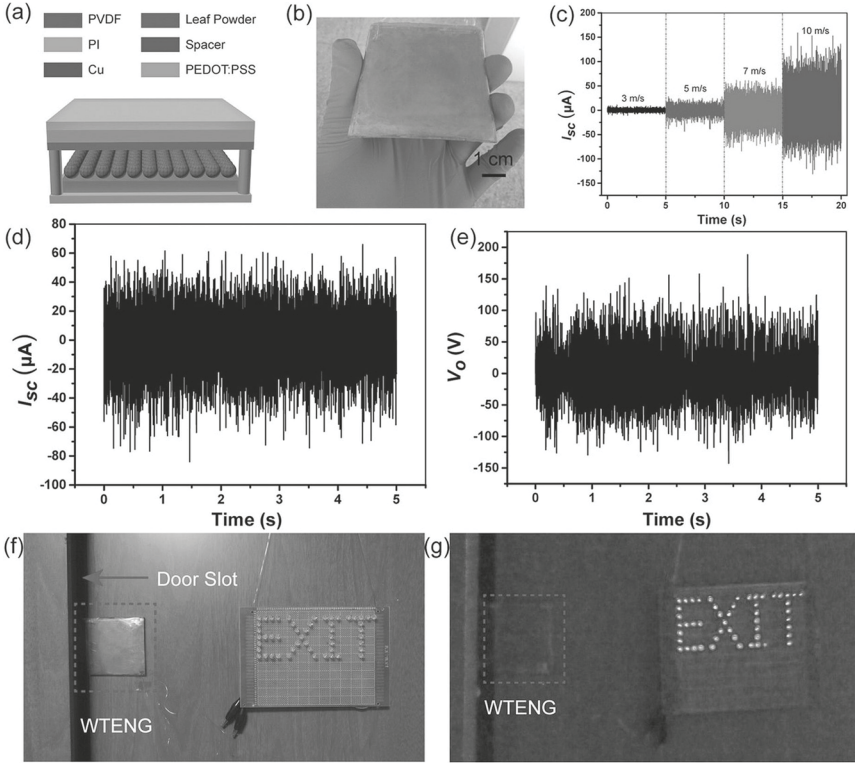 (a)
PVDF
Leaf Powder
PI
Spacer
Cu
PEDOT:PSS
(b)
1 cm
(c)
I_SC (µA)
150
100
50
0
-50
-100
-150
3 m/s
5 m/s
7 m/s
10 m/s
0
5
10
15
20
Time (s)
(d)
I_SC (µA)
80
60
40
20
0
-20
-40
-60
-80
-100
0
1
2
3
4
5
Time (s)
(e)
V_O (V)
200
150
100
50
0
-50
-100
-150
0
1
2
3
4
5
Time (s)
(f)
Door Slot
EXIT
WTENG
(g)
EXIT
WTENG